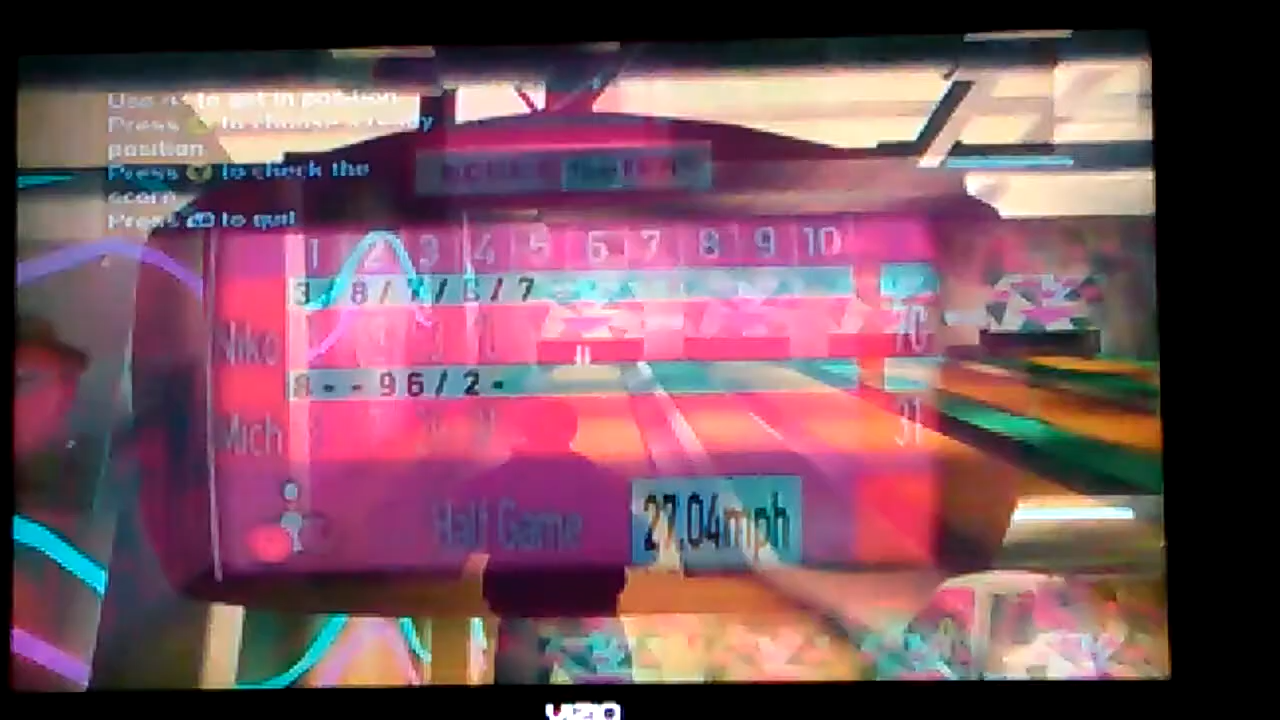 Use to get in position
Press to choose a ready
position
Press to check the
score
Press to quit
1 2 3 4 5 6 7 8 9 10
3 / 8 / 7 / 6 / 7
Niko 70
8 - - 9 6 / 2 -
Mich 31
Half Game 27.04mph
VIZIO